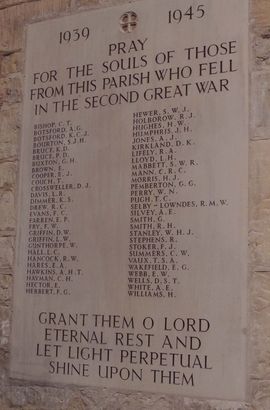 1939 1945
PRAY
FOR THE SOULS OF THOSE
FROM THIS PARISH WHO FELL
IN THE SECOND GREAT WAR
BISHOP, C. T.
BOTSFORD, A. G.
BOTSFORD, K. C. J.
BOURTON, S. J. H.
BRUCE, E. D.
BRUCE, P. D.
BUXTON, G. H.
BROWN, E.
COOPER, E. J.
COUCH, T.
CROSSWELLER, D. J.
DAVIS, L. R.
DIMMER, K. S.
DREW, R. C.
EVANS, F. C.
FARREN, E. P.
FRY, F. W.
GRIFFIN, D. W.
GRIFFIN, L. W.
GUNTHORPE, W.
HALL, L. C.
HANCOCK, R. W.
HARES, E. A.
HAWKINS, A. H. T.
HAYMAN, C. H.
HECTOR, E.
HERBERT, F. G.
HEWER, S. W. J.
HOLBOROW, R. J.
HUGHES, H. W.
HUMPHRIS, J. H.
JONES, A. J.
KIRKLAND, D. K.
LIFELY, R. A.
LLOYD, L. H.
MABBETT, S. W. R.
MANN, C. R. C.
MORRIS, H. J.
PEMBERTON, G. G.
PERRY, W. N.
PUGH, T. C.
SELBY-LOWNDES, R. M. W.
SILVEY, A. E.
SMITH, G.
SMITH, R. H.
STANLEY, W. H. J.
STEPHENS, R.
STOKER, F. J.
SUMMERS, C. W.
VAUX, T. S. A.
WAKEFIELD, E. G.
WEBB, E. W.
WELLS, D. S. T.
WHITE, A. E.
WILLIAMS, H.
GRANT THEM O LORD
ETERNAL REST AND
LET LIGHT PERPETUAL
SHINE UPON THEM